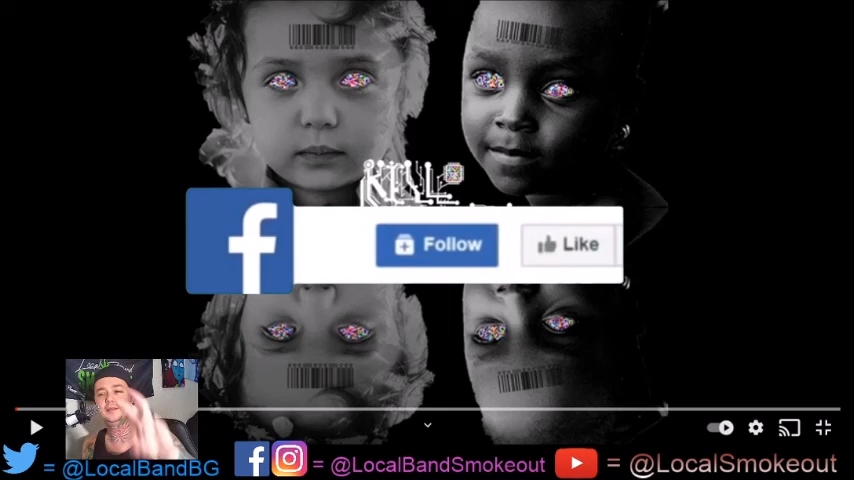 Follow
Like
= @LocalBandBG
= @LocalBandSmokeout
= @LocalSmokeout